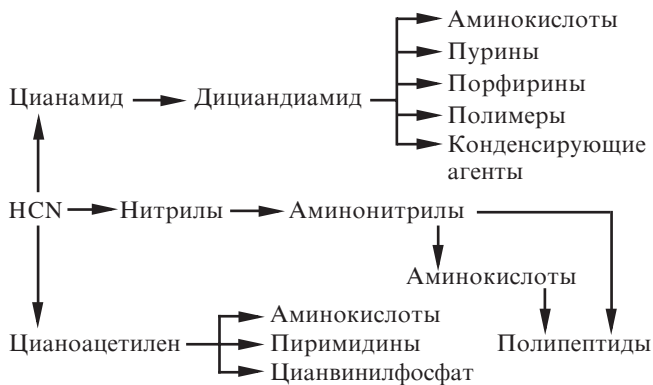 Аминокислоты
Пурины
Цианамид Дициандиамид Порфирины
Полимеры
Конденсирующие
агенты
HCN Нитрилы Аминонитрилы
Аминокислоты
Аминокислоты
Цианоацетилен Пиримидины Полипептиды
Цианвинилфосфат